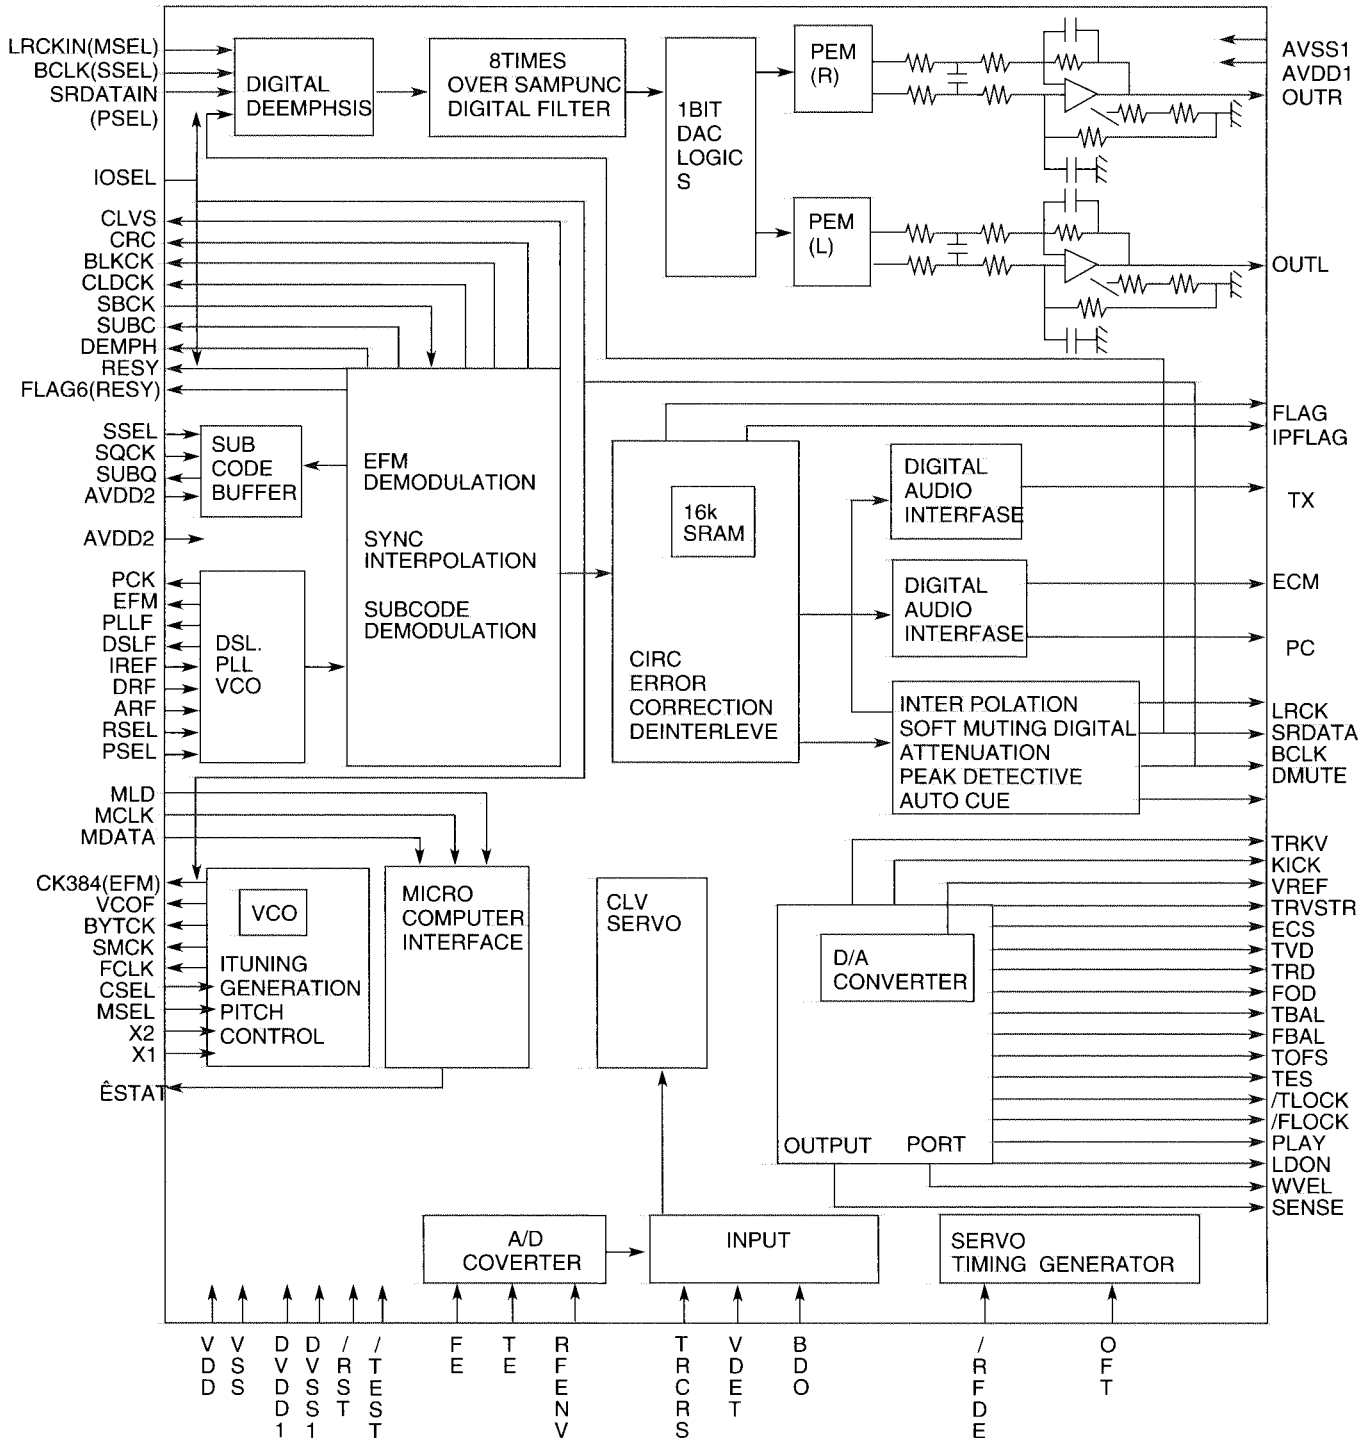 LRCKIN(MSEL)
BCLK(SSEL)
SRDATAIN
(PSEL)
IOSEL
CLVS
CRC
BLKCK
CLDCK
SBCK
SUBC
DEMPH
RESY
FLAG6(RESY)
SSEL
SQCK
SUBQ
AVDD2
AVDD2
PCK
EFM
PLLF
DSLF
IREF
DRF
ARF
RSEL
PSEL
MLD
MCLK
MDATA
CK384(EFM)
VCOF
BYTCK
SMCK
FCLK
CSEL
MSEL
X2
X1
ÊSTAT
DIGITAL
DEEMPHSIS
8TIMES
OVER SAMPUNC
DIGITAL FILTER
1BIT
DAC
LOGIC
S
PEM
(R)
PEM
(L)
AVSS1
AVDD1
OUTR
OUTL
SUB
CODE
BUFFER
EFM
DEMODULATION
SYNC
INTERPOLATION
SUBCODE
DEMODULATION
DSL.
PLL
VCO
16k
SRAM
CIRC
ERROR
CORRECTION
DEINTERLEVE
DIGITAL
AUDIO
INTERFASE
DIGITAL
AUDIO
INTERFASE
INTER POLATION
SOFT MUTING DIGITAL
ATTENUATION
PEAK DETECTIVE
AUTO CUE
FLAG
IPFLAG
TX
ECM
PC
LRCK
SRDATA
BCLK
DMUTE
VCO
ITUNING
GENERATION
PITCH
CONTROL
MICRO
COMPUTER
INTERFACE
CLV
SERVO
D/A
CONVERTER
OUTPUT PORT
TRKV
KICK
VREF
TRVSTR
ECS
TVD
TRD
FOD
TBAL
FBAL
TOFS
TES
/TLOCK
/FLOCK
PLAY
LDON
WVEL
SENSE
A/D
COVERTER
INPUT
SERVO
TIMING GENERATOR
VDD
VSS
DVDD1
DVSS1
/RST
/TEST
FE
TE
RFENV
TRCRS
VDET
BDO
/RFDE
OFT